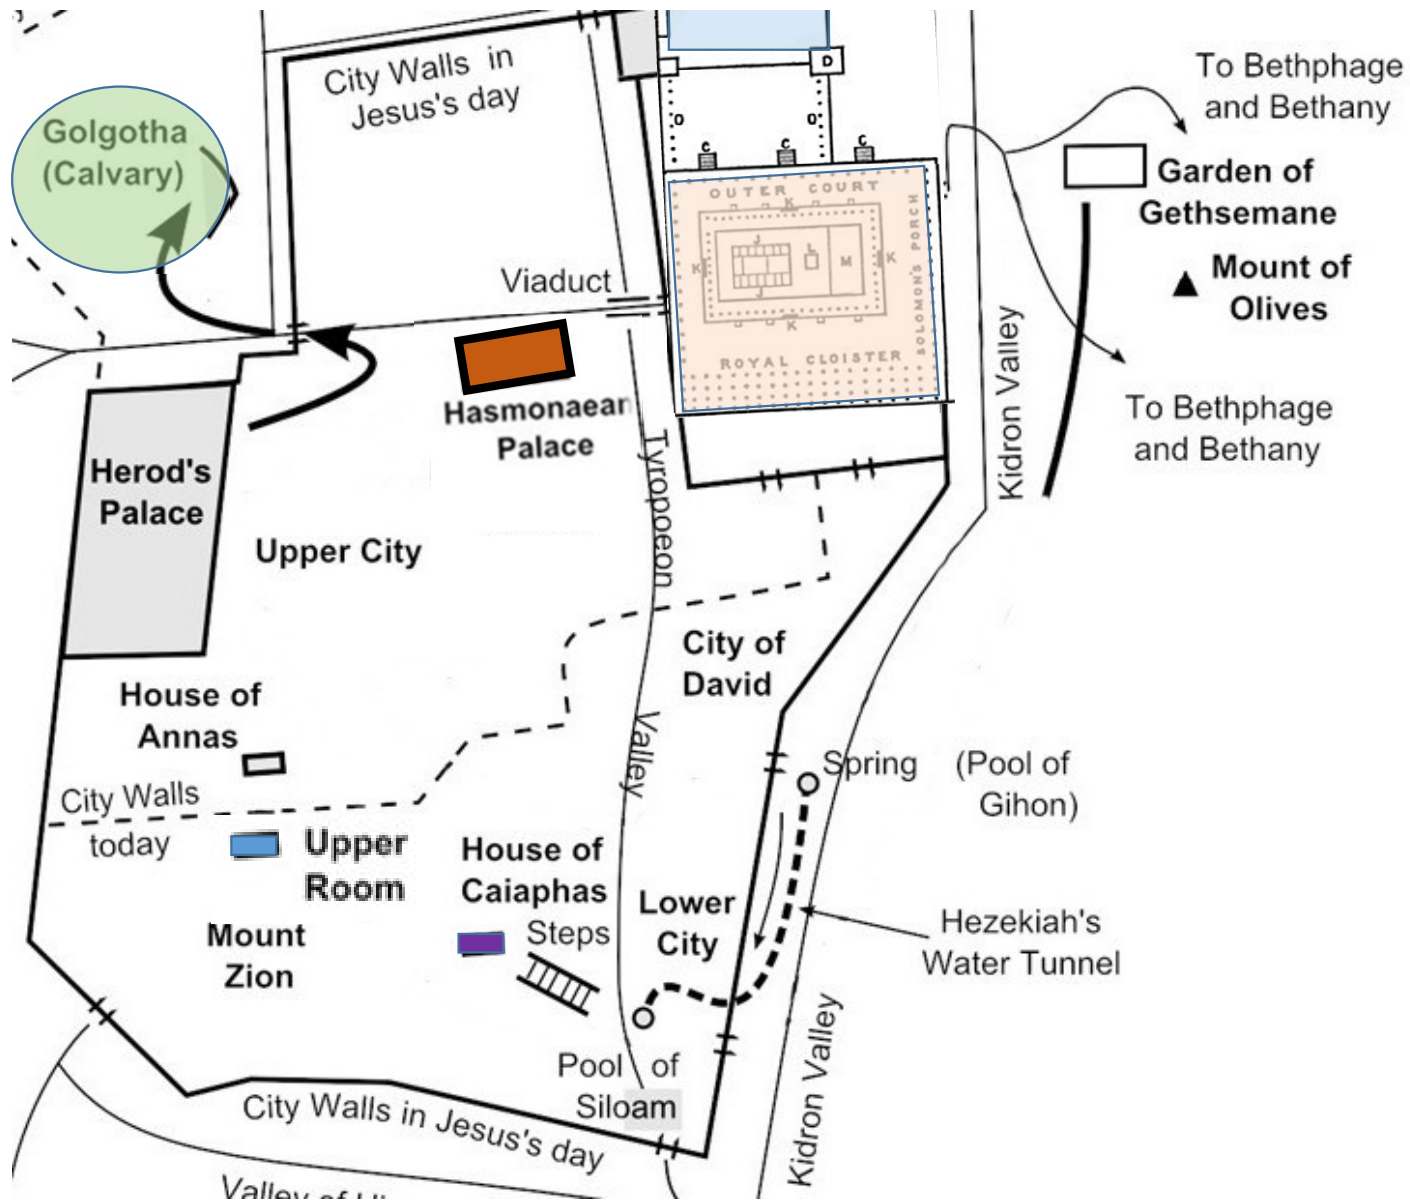 City Walls in
Jesus's day
To Bethphage
and Bethany
D
Golgotha
(Calvary)
O
O
C
C
C
Garden of
Gethsemane
OUTER COURT
K
J
L
M
K
K
J
K
SOLOMON'S PORCH
ROYAL CLOISTER
Viaduct
Mount of
Olives
Kidron Valley
Hasmonaean
Palace
To Bethphage
and Bethany
Herod's
Palace
Tyropoeon
Valley
Upper City
City of
David
House of
Annas
Spring (Pool of
Gihon)
City Walls
today
Upper
Room
House of
Caiaphas
Steps
Lower
City
Mount
Zion
Hezekiah's
Water Tunnel
Pool of
Siloam
Kidron Valley
City Walls in Jesus's day
Valley of